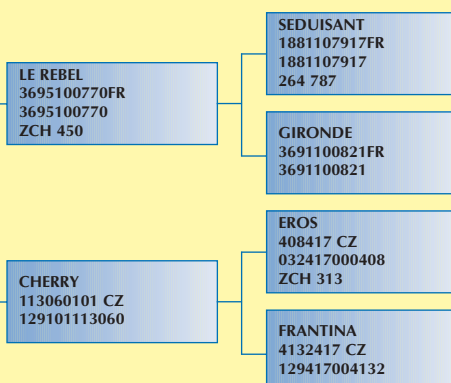 SEDUISANT
1881107917FR
1881107917
264 787
LE REBEL
3695100770FR
3695100770
ZCH 450
GIRONDE
3691100821FR
3691100821
EROS
408417 CZ
032417000408
ZCH 313
CHERRY
113060101 CZ
129101113060
FRANTINA
4132417 CZ
129417004132